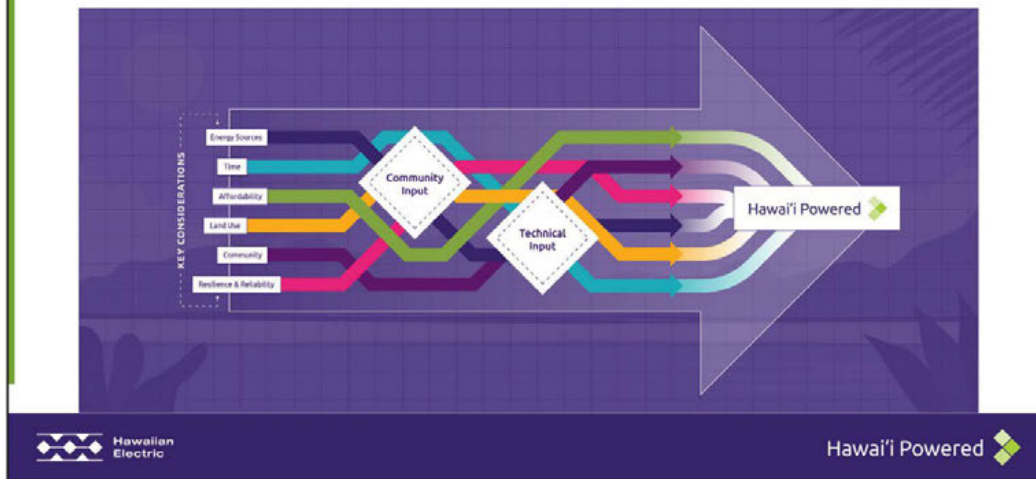 KEY CONSIDERATIONS
Energy Sources
Time
Affordability
Land Use
Community
Resilience & Reliability
Community
Input
Technical
Input
Hawai'i Powered
Hawaiian
Electric
Hawai'i Powered